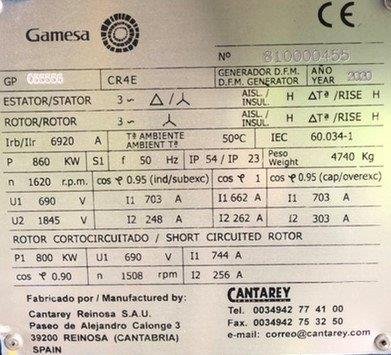 Gamesa CE
Nº 810000455
GP 055556 CR4E GENERADOR D.F.M. D.F.M. GENERATOR AÑO YEAR 2020
ESTATOR/STATOR 3 ~ △/⅄ AISL./INSUL. H △Tª/RISE H
ROTOR/ROTOR 3 ~ ⅄ AISL./INSUL. H △Tª/RISE H
Irb/Ilr 6920 A Tª AMBIENTE AMBIENT Tª 50ºC IEC 60.034-1
P 860 KW S1 f 50 Hz IP 54 / IP 23 Peso Weight 4740 Kg
n 1620 r.p.m. cos φ 0.95 (ind/subexc) cos φ 1 cos φ 0.95 (cap/overexc)
U1 690 V I1 703 A I1 662 A I1 703 A
U2 1845 V I2 248 A I2 262 A I2 303 A
ROTOR CORTOCIRCUITADO / SHORT CIRCUITED ROTOR
P1 800 KW U1 690 V I1 744 A
cos φ 0.90 n 1508 rpm I2 256 A
Fabricado por / Manufactured by:
Cantarey Reinosa S.A.U.
Paseo de Alejandro Calonge 3
39200 REINOSA (CANTABRIA)
SPAIN
CANTAREY
Tel. 0034942 77 41 00
Fax. 0034942 75 32 50
e-mail: correo@cantarey.com